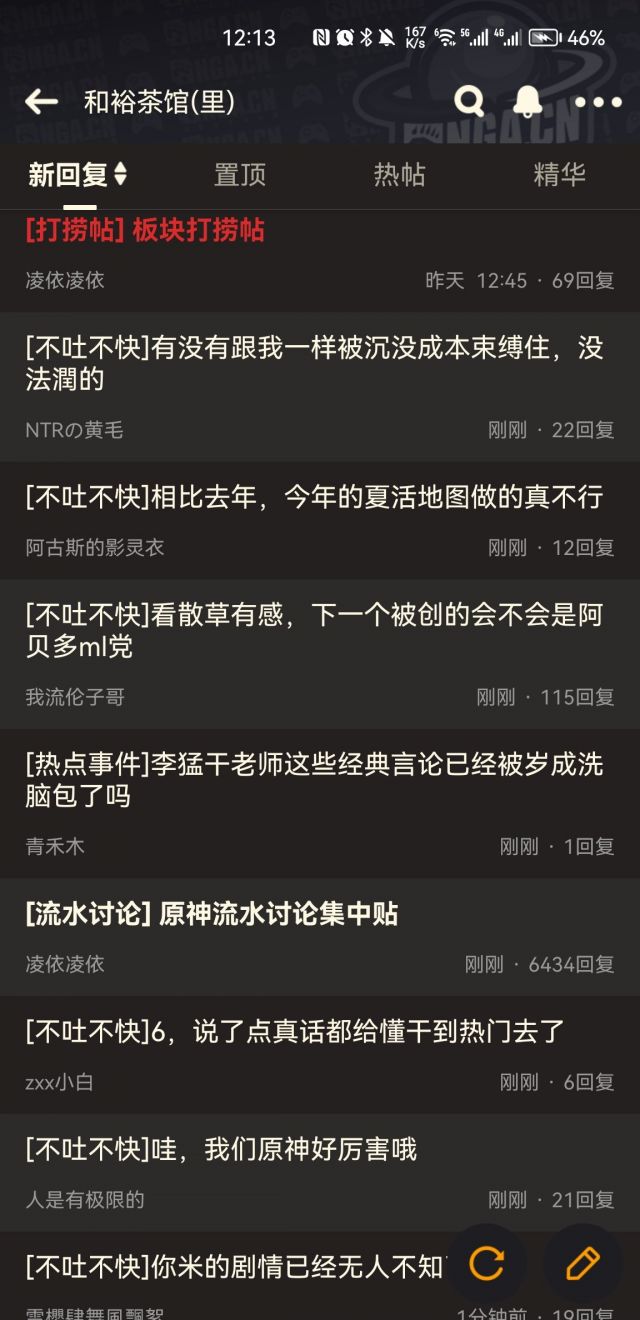 12:13
167
K/s
6
5G
4G
46%
和裕茶馆(里)
NGACN
新回复
置顶
热帖
精华
[打捞帖] 板块打捞帖
凌依凌依
昨天 12:45 · 69回复
[不吐不快]有没有跟我一样被沉没成本束缚住，没
法潤的
NTRの黄毛
刚刚 · 22回复
[不吐不快]相比去年，今年的夏活地图做的真不行
阿古斯的影灵衣
刚刚 · 12回复
[不吐不快]看散草有感，下一个被创的会不会是阿
贝多ml党
我流伦子哥
刚刚 · 115回复
[热点事件]李猛干老师这些经典言论已经被岁成洗
脑包了吗
青禾木
刚刚 · 1回复
[流水讨论] 原神流水讨论集中贴
凌依凌依
刚刚 · 6434回复
[不吐不快]6，说了点真话都给懂干到热门去了
zxx小白
刚刚 · 6回复
[不吐不快]哇，我们原神好厉害哦
人是有极限的
刚刚 · 21回复
[不吐不快]你米的剧情已经无人不知
1分钟前 · 19回复